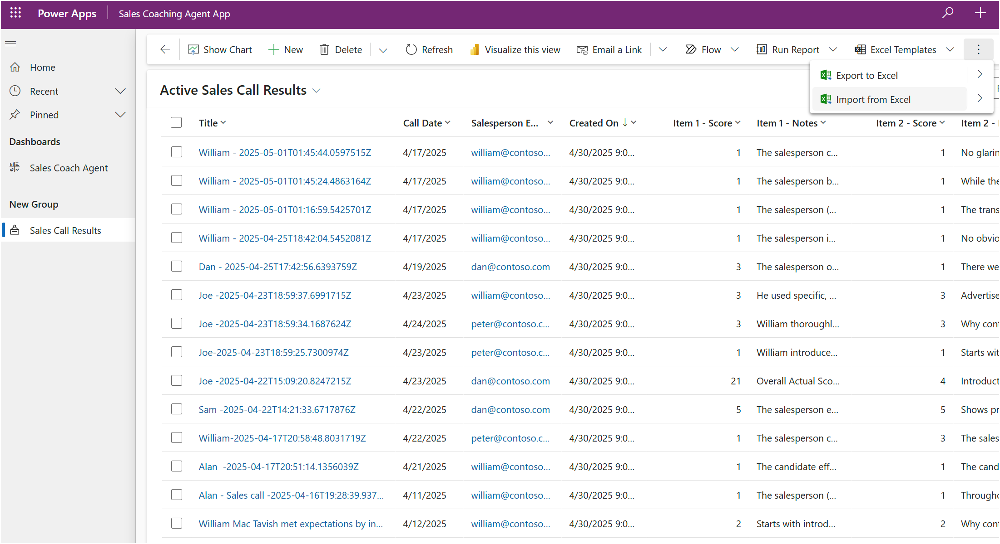 Power Apps Sales Coaching Agent App
Show Chart New Delete Refresh Visualize this view Email a Link Flow Run Report Excel Templates
Export to Excel
Import from Excel
Home
Recent
Pinned
Dashboards
Sales Coach Agent
New Group
Sales Call Results
Active Sales Call Results
Title Call Date Salesperson E... Created On Item 1 - Score Item 1 - Notes Item 2 - Score Item 2 -
William - 2025-05-01T01:45:44.0597515Z 4/17/2025 william@contoso... 4/30/2025 9:0... 1 The salesperson c... 1 No glarin
William - 2025-05-01T01:45:24.4863164Z 4/17/2025 william@contoso... 4/30/2025 9:0... 1 The salesperson b... 1 While the
William - 2025-05-01T01:16:59.5425701Z 4/17/2025 william@contoso... 4/30/2025 9:0... 1 The salesperson (... 1 The trans
William - 2025-04-25T18:42:04.5452081Z 4/17/2025 william@contoso... 4/30/2025 9:0... 1 The salesperson i... 1 No obvio
Dan - 2025-04-25T17:42:56.6393759Z 4/19/2025 dan@contoso.com 4/30/2025 9:0... 3 The salesperson o... 1 There we
Joe -2025-04-23T18:59:37.6991715Z 4/23/2025 william@contoso... 4/30/2025 9:0... 3 He used specific, ... 3 Advertise
Joe -2025-04-23T18:59:34.1687624Z 4/24/2025 peter@contoso.c... 4/30/2025 9:0... 3 William thoroughl... 3 Why cont
Joe-2025-04-23T18:59:25.7300974Z 4/23/2025 peter@contoso.c... 4/30/2025 9:0... 1 William introduce... 1 Starts wit
Joe -2025-04-22T15:09:20.8247215Z 4/23/2025 dan@contoso.com 4/30/2025 9:0... 21 Overall Actual Sco... 4 Introduct
Sam -2025-04-22T14:21:33.6717876Z 4/22/2025 dan@contoso.com 4/30/2025 9:0... 5 The salesperson e... 5 Shows pr
William-2025-04-17T20:58:48.8031719Z 4/22/2025 peter@contoso.c... 4/30/2025 9:0... 1 The salesperson c... 3 The sales
Alan -2025-04-17T20:51:14.1356039Z 4/21/2025 william@contoso... 4/30/2025 9:0... 1 The candidate eff... 1 The cand
Alan - Sales call -2025-04-16T19:28:39.937... 4/11/2025 william@contoso... 4/30/2025 9:0... 1 The salesperson (... 1 Througho
William Mac Tavish met expectations by in... 4/12/2025 william@contoso... 4/30/2025 9:0... 2 Starts with introd... 2 Why cont